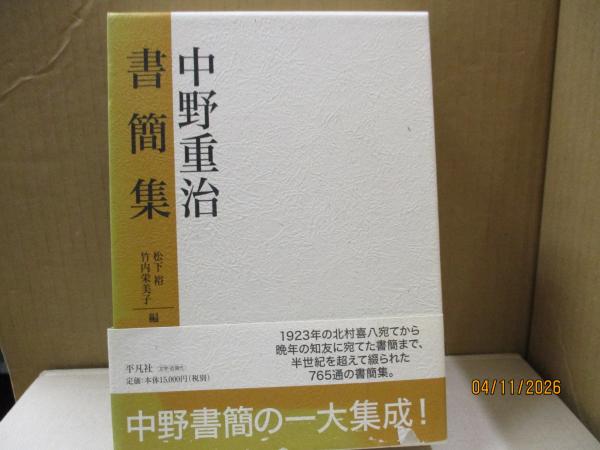 中野重治
書簡集
松下 裕
竹内栄美子
編
1923年の北村喜八宛てから
晩年の知友に宛てた書簡まで、
半世紀を超えて綴られた
765通の書簡集。
平凡社
定価:本体15,000円(税別)
中野書簡の一大集成!
04/11/2026